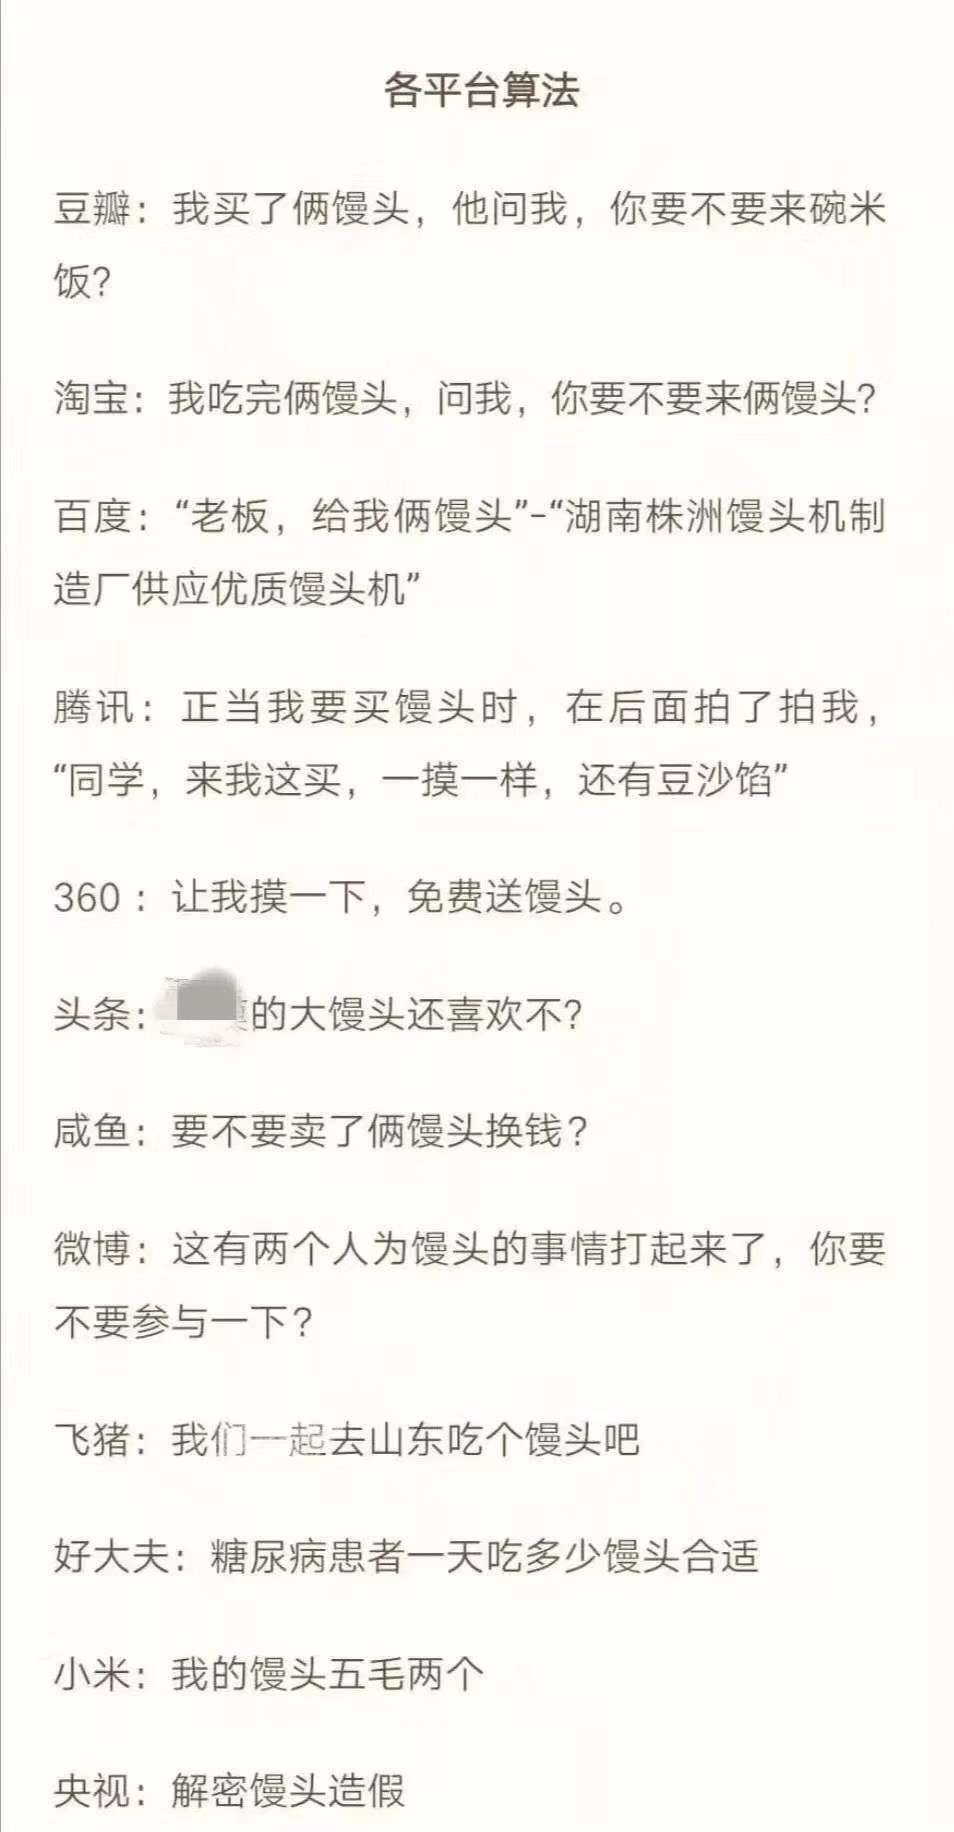 各平台算法
豆瓣：我买了俩馒头，他问我，你要不要来碗米
饭？
淘宝：我吃完俩馒头，问我，你要不要来俩馒头？
百度：“老板，给我俩馒头”-“湖南株洲馒头机制
造厂供应优质馒头机”
腾讯：正当我要买馒头时，在后面拍了拍我，
“同学，来我这买，一摸一样，还有豆沙馅”
360 ：让我摸一下，免费送馒头。
头条：的大馒头还喜欢不？
咸鱼：要不要卖了俩馒头换钱？
微博：这有两个人为馒头的事情打起来了，你要
不要参与一下？
飞猪：我们一起去山东吃个馒头吧
好大夫：糖尿病患者一天吃多少馒头合适
小米：我的馒头五毛两个
央视：解密馒头造假